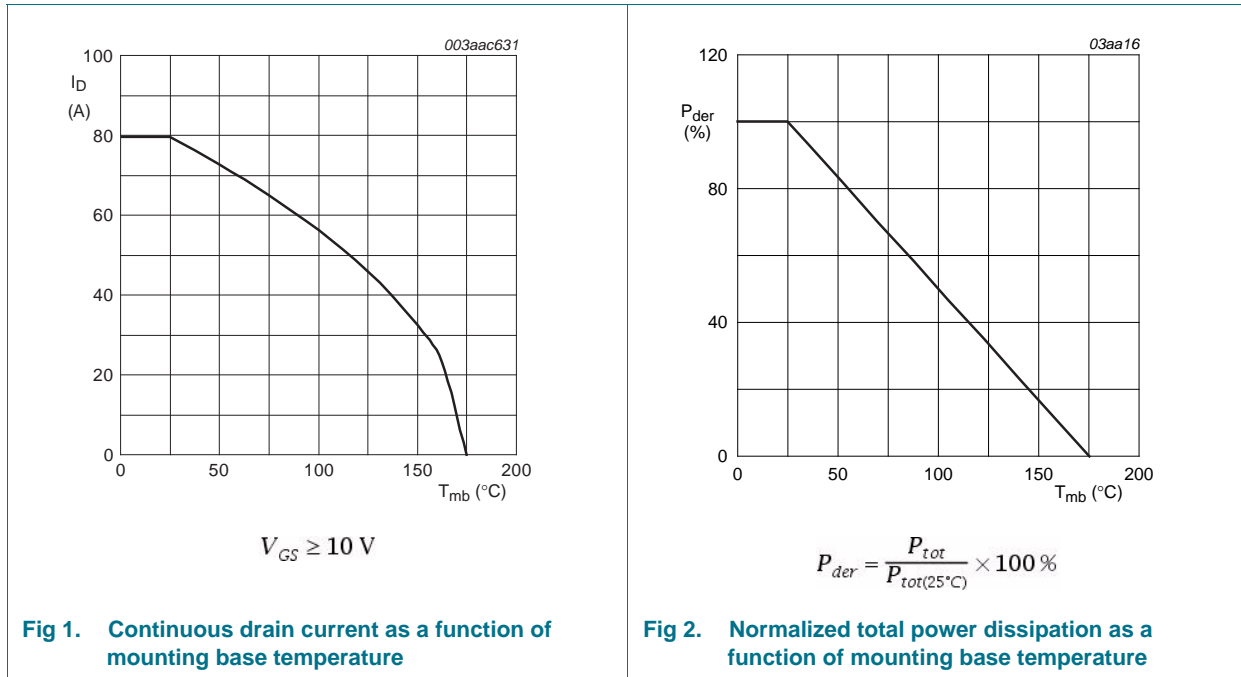 003aac631
100
I_D
(A)
80
60
40
20
0
0 50 100 150 200
T_mb (°C)
V_GS ≥ 10 V
Fig 1. Continuous drain current as a function of
mounting base temperature
03aa16
120
P_der
(%)
80
40
0
0 50 100 150 200
T_mb (°C)
P_der = P_tot / P_tot(25°C) × 100 %
Fig 2. Normalized total power dissipation as a
function of mounting base temperature